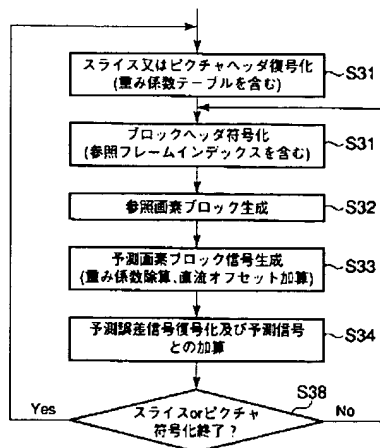 スライス又はピクチャヘッダ復号化
(重み係数テーブルを含む)
S31
ブロックヘッダ符号化
(参照フレームインデックスを含む)
S31
参照画素ブロック生成
S32
予測画素ブロック信号生成
(重み係数除算、直流オフセット加算)
S33
予測誤差信号復号化及び予測信号
との加算
S34
S38
Yes
スライスorピクチャ
符号化終了?
No